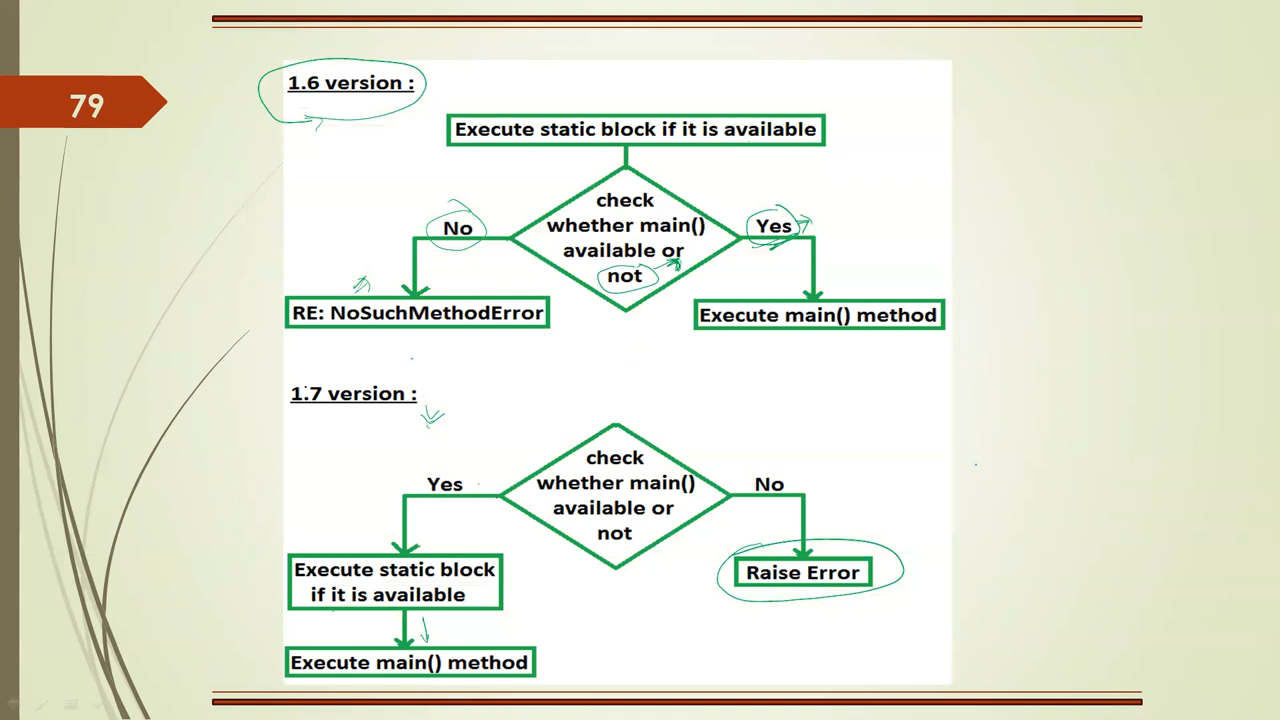 79
1.6 version :
Execute static block if it is available
check
whether main()
available or
not
No
Yes
RE: NoSuchMethodError
Execute main() method
1.7 version :
check
whether main()
available or
not
Yes
No
Execute static block
if it is available
Raise Error
Execute main() method